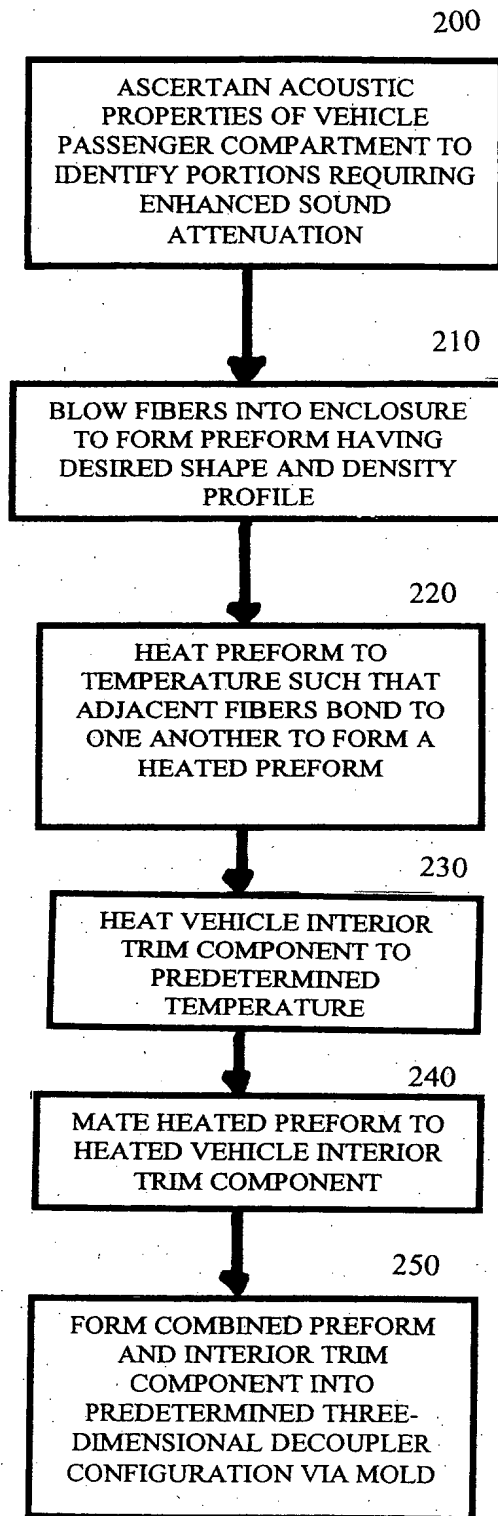 200
ASCERTAIN ACOUSTIC
PROPERTIES OF VEHICLE
PASSENGER COMPARTMENT TO
IDENTIFY PORTIONS REQUIRING
ENHANCED SOUND
ATTENUATION
210
BLOW FIBERS INTO ENCLOSURE
TO FORM PREFORM HAVING
DESIRED SHAPE AND DENSITY
PROFILE
220
HEAT PREFORM TO
TEMPERATURE SUCH THAT
ADJACENT FIBERS BOND TO
ONE ANOTHER TO FORM A
HEATED PREFORM
230
HEAT VEHICLE INTERIOR
TRIM COMPONENT TO
PREDETERMINED
TEMPERATURE
240
MATE HEATED PREFORM TO
HEATED VEHICLE INTERIOR
TRIM COMPONENT
250
FORM COMBINED PREFORM
AND INTERIOR TRIM
COMPONENT INTO
PREDETERMINED THREE-
DIMENSIONAL DECOUPLER
CONFIGURATION VIA MOLD